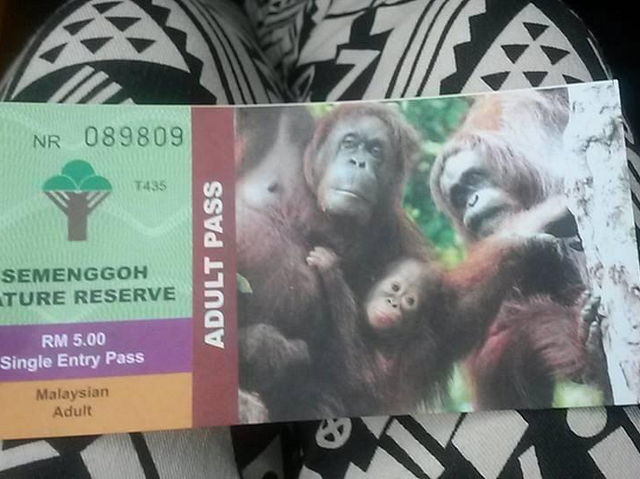 NR 089809
T435
SEMENGGOH
ATURE RESERVE
RM 5.00
Single Entry Pass
Malaysian
Adult
ADULT PASS